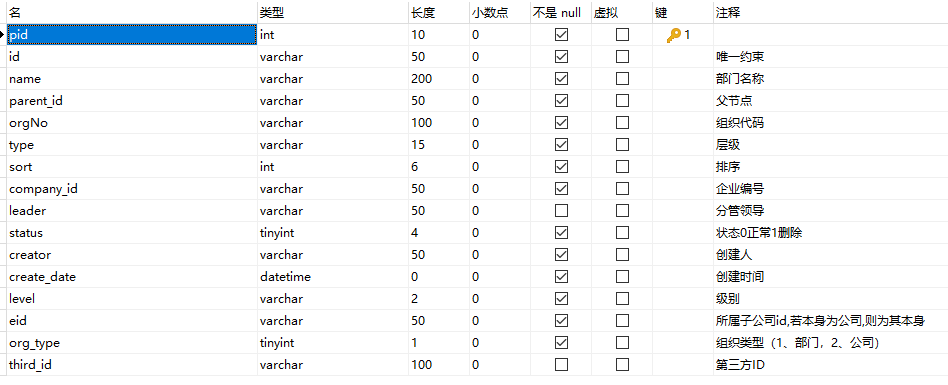 名 类型 长度 小数点 不是 null 虚拟 键 注释
pid int 10 0 1
id varchar 50 0 唯一约束
name varchar 200 0 部门名称
parent_id varchar 50 0 父节点
orgNo varchar 100 0 组织代码
type varchar 15 0 层级
sort int 6 0 排序
company_id varchar 50 0 企业编号
leader varchar 50 0 分管领导
status tinyint 4 0 状态0正常1删除
creator varchar 50 0 创建人
create_date datetime 0 0 创建时间
level varchar 2 0 级别
eid varchar 50 0 所属子公司id,若本身为公司,则为其本身
org_type tinyint 1 0 组织类型（1、部门，2、公司）
third_id varchar 100 0 第三方ID